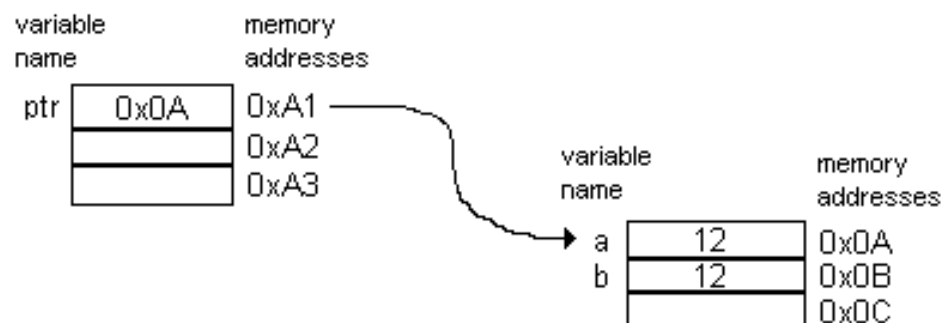 variable memory
name addresses
ptr 0x0A 0xA1
0xA2
0xA3
variable memory
name addresses
a 12 0x0A
b 12 0x0B
0x0C